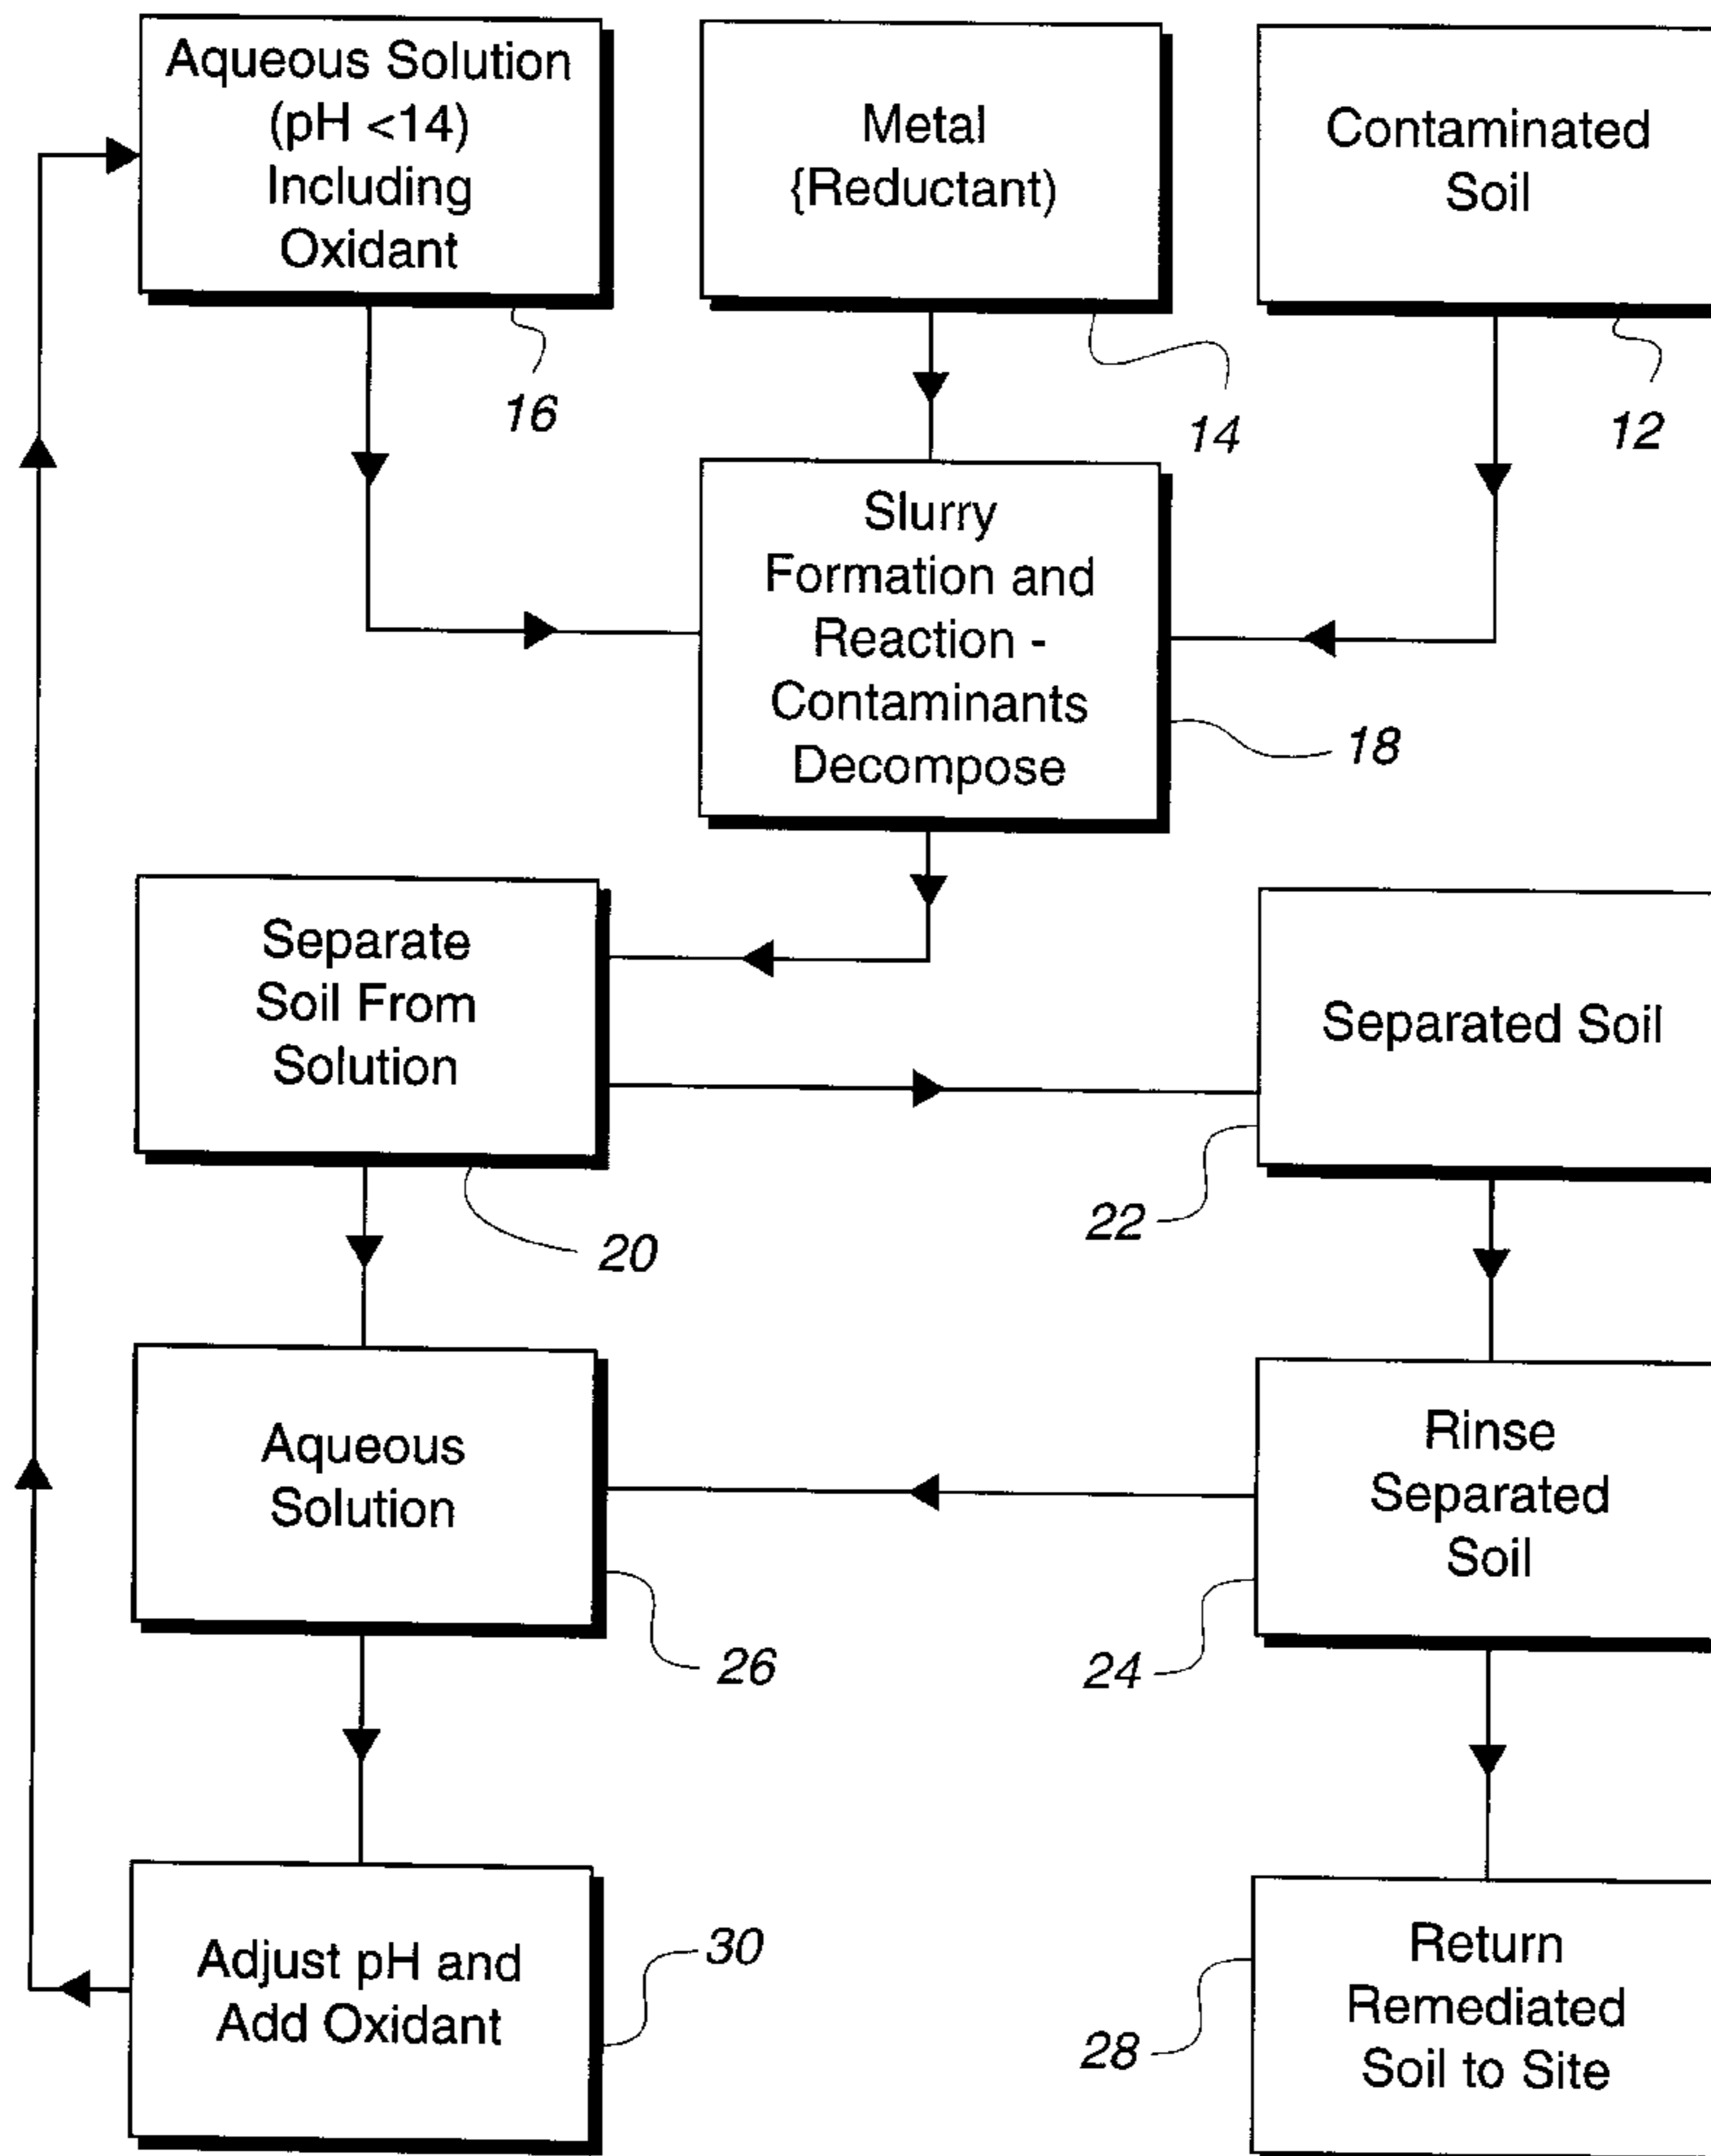 Aqueous Solution
(pH <14)
Including
Oxidant
16
Metal
{Reductant)
14
Contaminated
Soil
12
Slurry
Formation and
Reaction -
Contaminants
Decompose
18
Separate
Soil From
Solution
20
Separated Soil
22
Aqueous
Solution
26
Rinse
Separated
Soil
24
Adjust pH and
Add Oxidant
30
Return
Remediated
Soil to Site
28